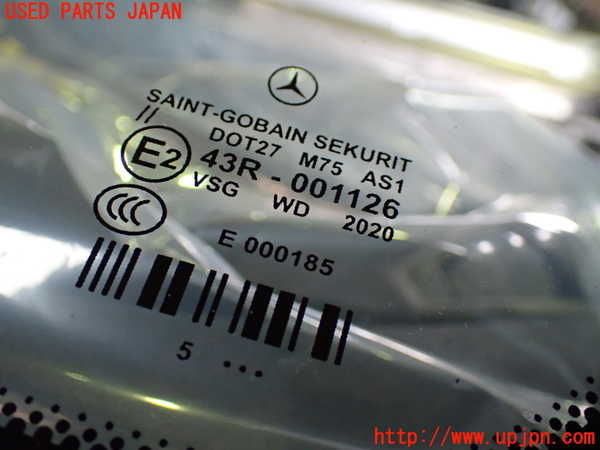 USED PARTS JAPAN
SAINT-GOBAIN SEKURIT
//
DOT27 M75 AS1
E2 43R - 001126
VSG WD 2020
CCC
E 000185
5 ...
http://www.upjpn.com/